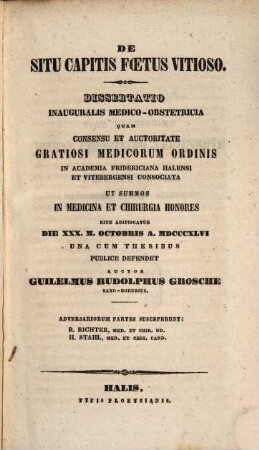 DE
SITU CAPITIS FŒTUS VITIOSO.
DISSERTATIO
INAUGURALIS MEDICO-OBSTETRICIA
QUAM
CONSENSU ET AUCTORITATE
GRATIOSI MEDICORUM ORDINIS
IN ACADEMIA FRIDERICIANA HALENSI
ET VITEBERGENSI CONSOCIATA
UT SUMMOS
IN MEDICINA ET CHIRURGIA HONORES
RITE ADIPISCATUR
DIE XXX. M. OCTOBRIS A. MDCCCXLVI
UNA CUM THESIBUS
PUBLICE DEFENDET
AUCTOR
GUILELMUS RUDOLPHUS GROSCHE
SAXO-BORUSSUS.
ADVERSARIORUM PARTES SUSCEPERUNT:
R. RICHTER, MED. ET CHIR. DD.
H. STAHL, MED. ET CHIR. CAND.
HALIS,
TYPIS PLOETZIANIS.